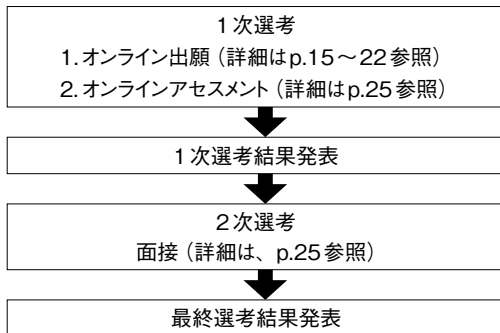 1次選考
1.オンライン出願（詳細はp.15～22参照）
2.オンラインアセスメント（詳細はp.25参照）
1次選考結果発表
2次選考
面接（詳細は、p.25参照）
最終選考結果発表